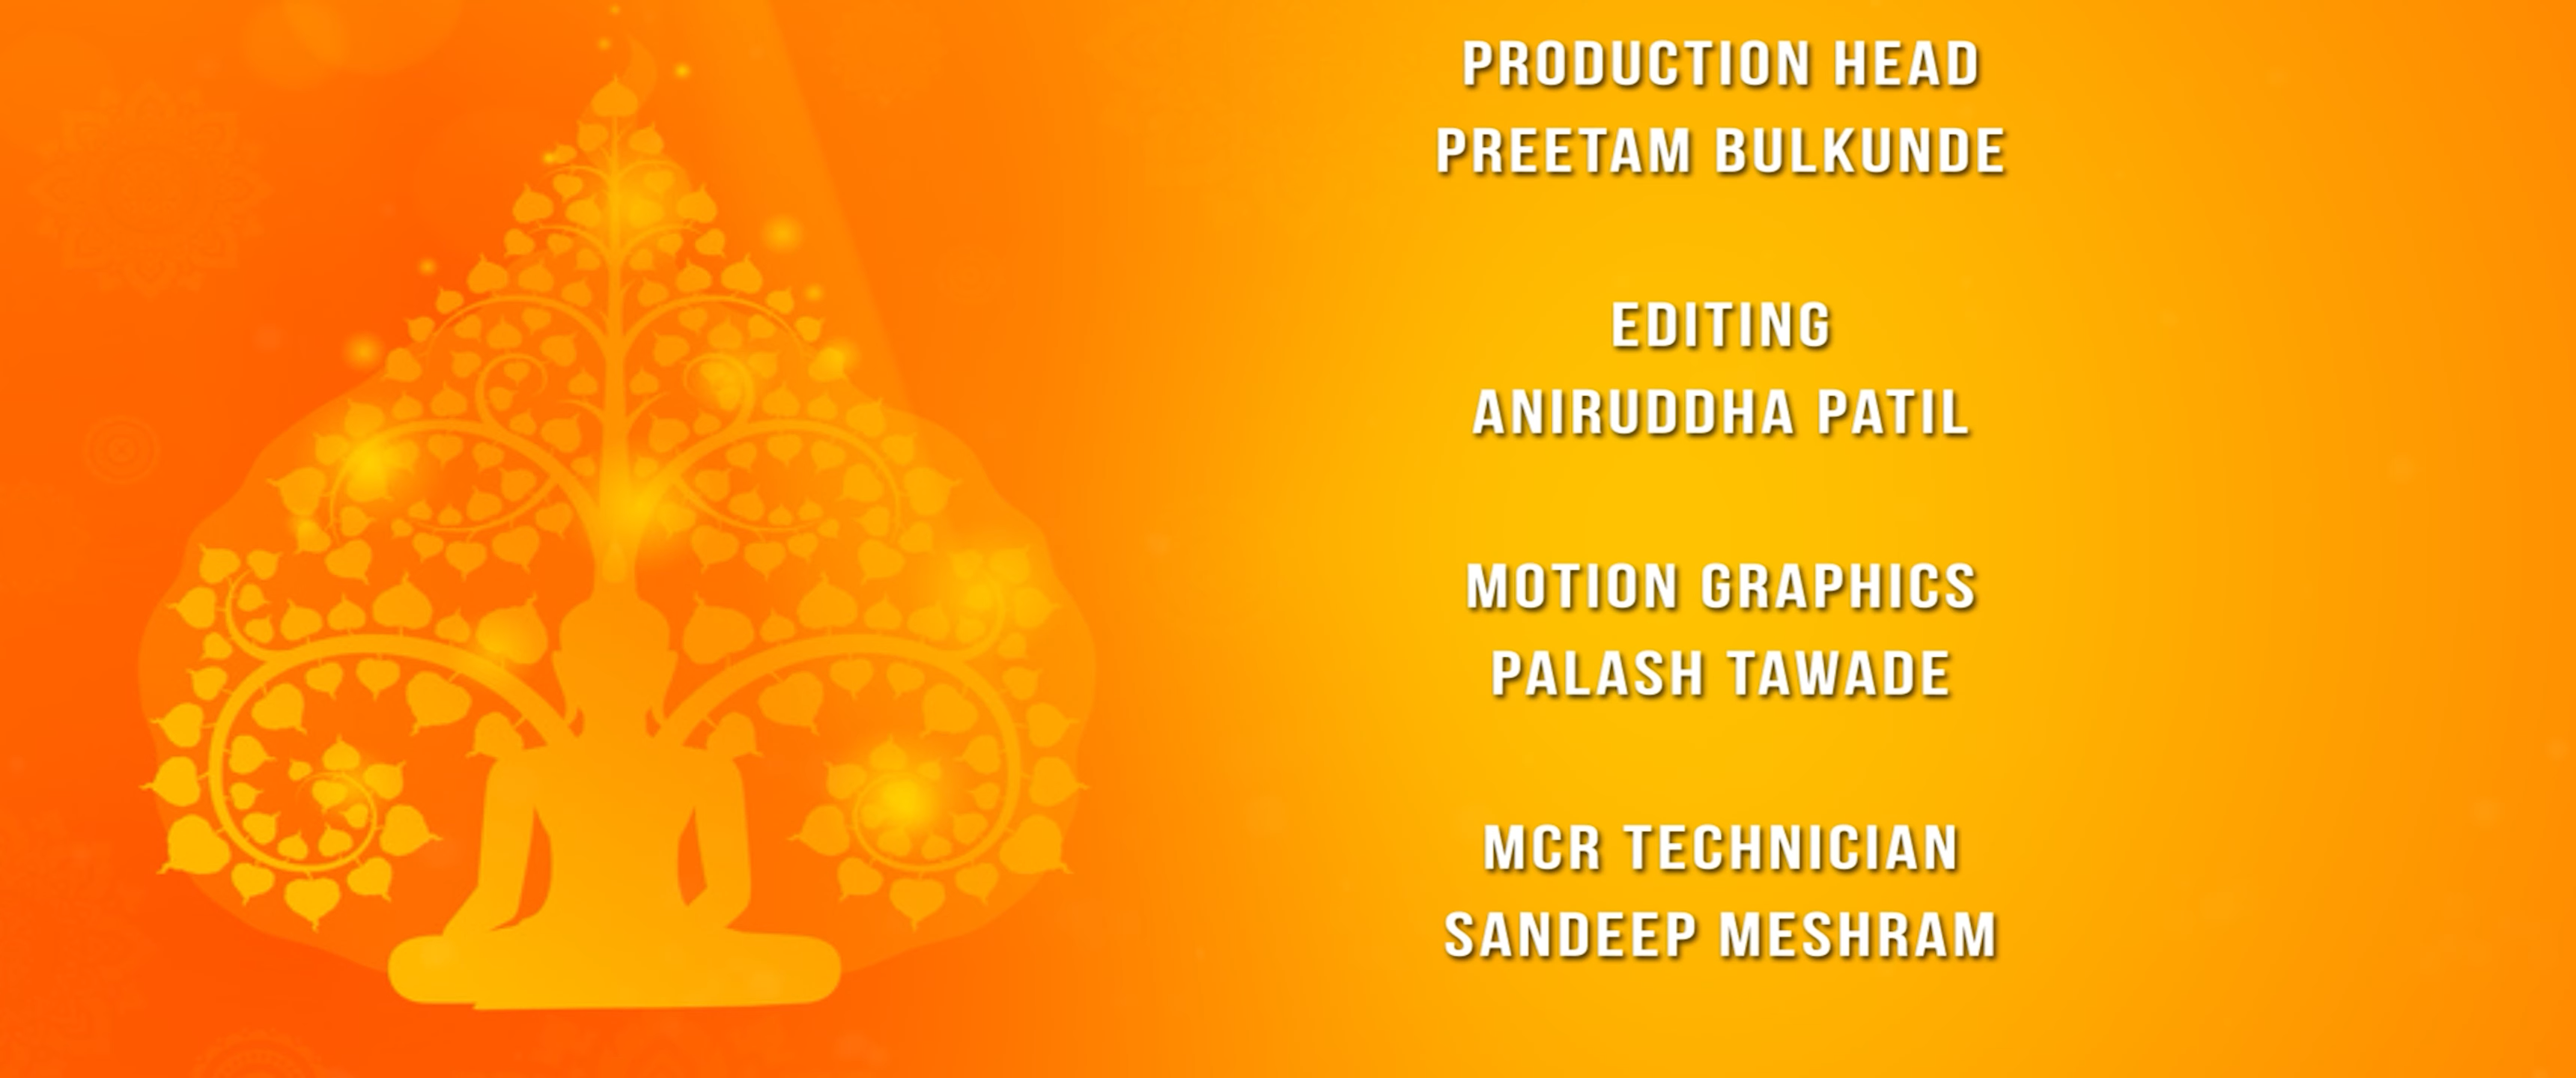 PRODUCTION HEAD
PREETAM BULKUNDE
EDITING
ANIRUDDHA PATIL
MOTION GRAPHICS
PALASH TAWADE
MCR TECHNICIAN
SANDEEP MESHRAM